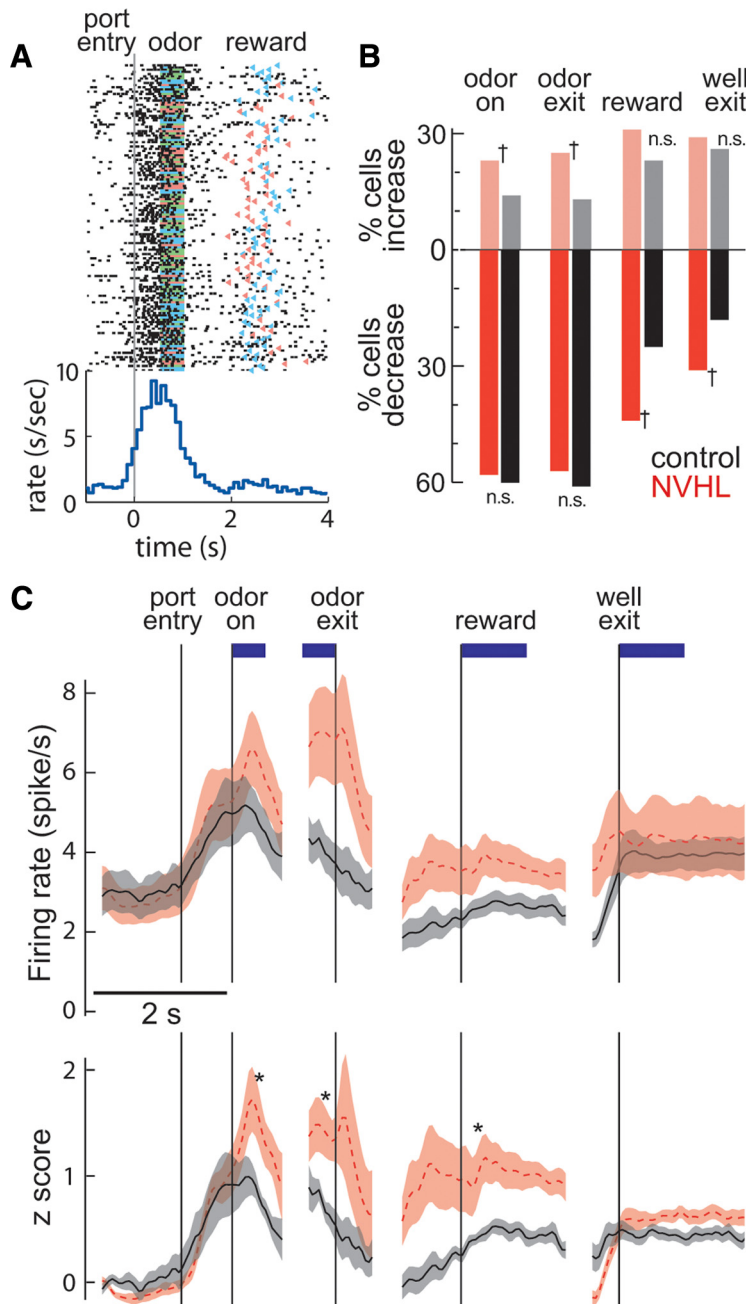 A
port
entry
odor
reward
10
5
0
rate (s/sec)
0
2
4
time (s)
B
odor
on
odor
exit
reward
well
exit
30
0
30
60
% cells
increase
% cells
decrease
†
†
n.s.
n.s.
n.s.
n.s.
†
†
control
NVHL
C
port
entry
odor
on
odor
exit
reward
well
exit
8
6
4
2
0
Firing rate (spike/s)
2 s
2
1
0
z score
*
*
*